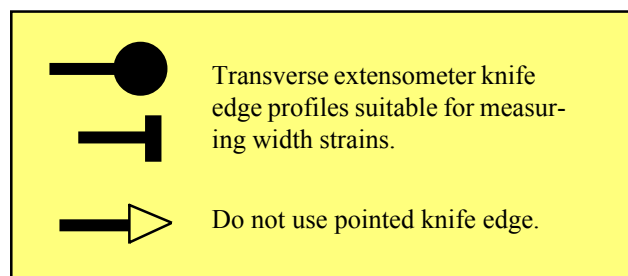 Transverse extensometer knife
edge profiles suitable for measur-
ing width strains.
Do not use pointed knife edge.